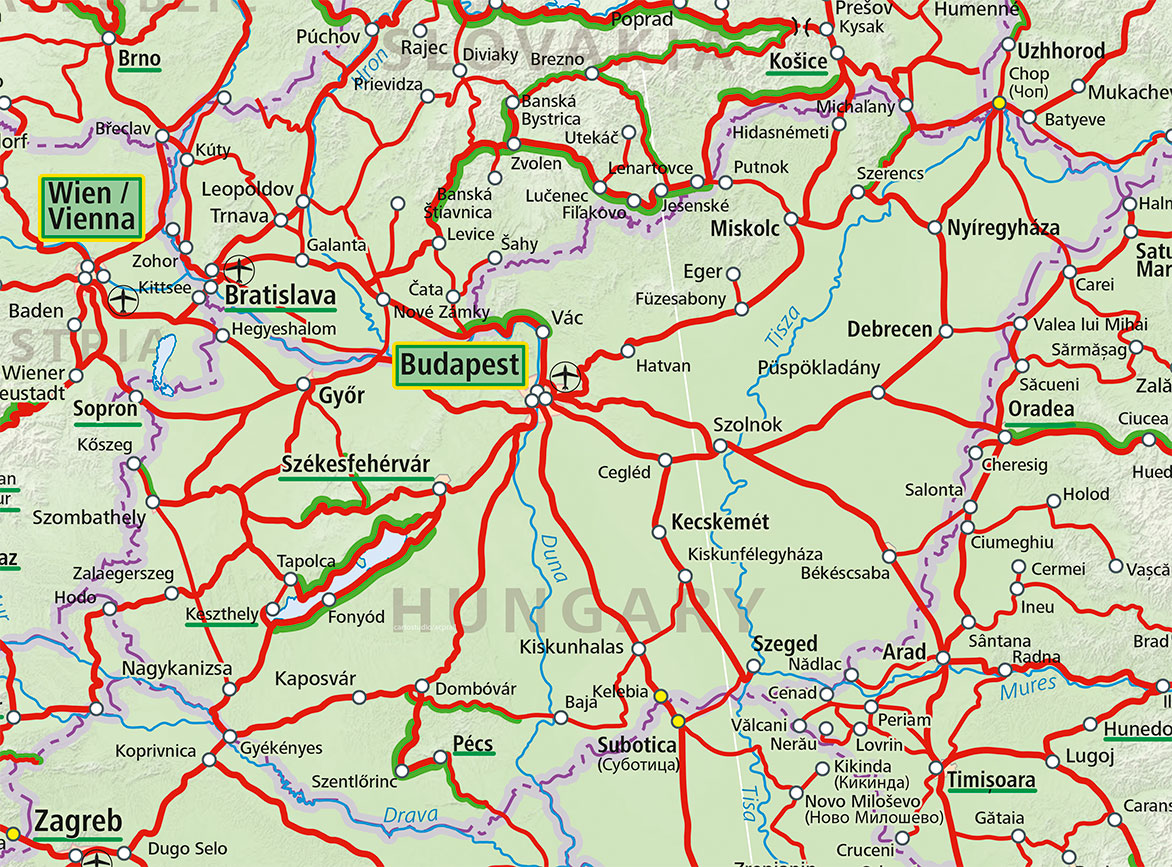 Poprad
Prešov
Kysak
Humenné
Púchov
Rajec
Diviaky
Brezno
SLOVAKIA
Brno
Hron
Prievidza
Košice
Uzhhorod
Chop
(Чоп)
Mukachev
Banská
Bystrica
Utekáč
Michaľany
Batyeve
Břeclav
Hidasnémeti
Kúty
Zvolen
Lenartovce
Putnok
Szerencs
Wien /
Vienna
Leopoldov
Banská
Štiavnica
Lučenec
Fiľakovo
Jesenské
Trnava
Miskolc
Nyíregyháza
Levice
Šahy
Galanta
Zohor
Eger
Carei
Satu
Mar
Kittsee
Bratislava
Čata
Füzesabony
Nové Zámky
Baden
Hegyeshalom
Vác
Tisza
Debrecen
Valea lui Mihai
Sărmășag
Budapest
Hatvan
Püspökladány
Wiener
eustadt
Săcueni
Zală
Győr
Sopron
Oradea
Ciucea
Kőszeg
Szolnok
Székesfehérvár
Cegléd
Cheresig
Hued
Salonta
Holod
Szombathely
Kecskemét
Ciumeghiu
Duna
Kiskunfélegyháza
Békéscsaba
Cermei
Vașcă
Tapolca
Zalaegerszeg
Hodo
Keszthely
Fonyód
HUNGARY
Ineu
Kiskunhalas
Szeged
Sântana
Radna
Brad
Nagykanizsa
Nădlac
Arad
Kaposvár
Dombóvár
Kelebia
Cenad
Mures
Baja
Periam
Vălcani
Nerău
Lovrin
Hunedo
Koprivnica
Gyékényes
Pécs
Subotica
(Суботица)
Lugoj
Szentlőrinc
Kikinda
(Кикинда)
Timișoara
Tisa
Novo Miloševo
(Ново Милошево)
Drava
Zagreb
Gătaia
Carans
Dugo Selo
Cruceni